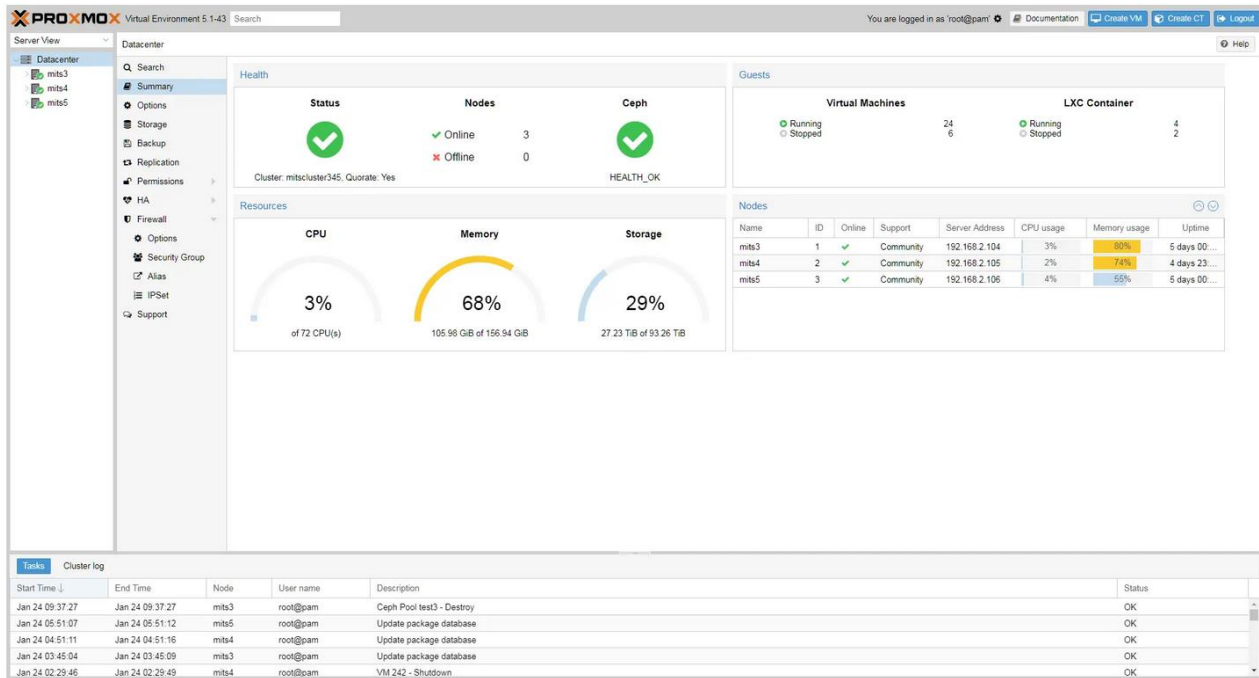 PROXMOX Virtual Environment 5.1-43 Search You are logged in as 'root@pam' Documentation Create VM Create CT Logout
Server View
Datacenter
mits3
mits4
mits5
Datacenter Help
Search
Summary
Options
Storage
Backup
Replication
Permissions
HA
Firewall
Options
Security Group
Alias
IPSet
Support
Health
Status Nodes Ceph
Online 3
Offline 0
Cluster: mitscluster345, Quorate: Yes HEALTH_OK
Guests
Virtual Machines LXC Container
Running 24 Running 4
Stopped 6 Stopped 2
Resources
CPU Memory Storage
3% 68% 29%
of 72 CPU(s) 105.98 GiB of 156.94 GiB 27.23 TiB of 93.26 TiB
Nodes
Name ID Online Support Server Address CPU usage Memory usage Uptime
mits3 1 Community 192.168.2.104 3% 80% 5 days 00:...
mits4 2 Community 192.168.2.105 2% 74% 4 days 23:...
mits5 3 Community 192.168.2.106 4% 55% 5 days 00:...
Tasks Cluster log
Start Time ↓ End Time Node User name Description Status
Jan 24 09:37:27 Jan 24 09:37:27 mits3 root@pam Ceph Pool test3 - Destroy OK
Jan 24 05:51:07 Jan 24 05:51:12 mits5 root@pam Update package database OK
Jan 24 04:51:11 Jan 24 04:51:16 mits4 root@pam Update package database OK
Jan 24 03:45:04 Jan 24 03:45:09 mits3 root@pam Update package database OK
Jan 24 02:29:46 Jan 24 02:29:49 mits4 root@pam VM 242 - Shutdown OK